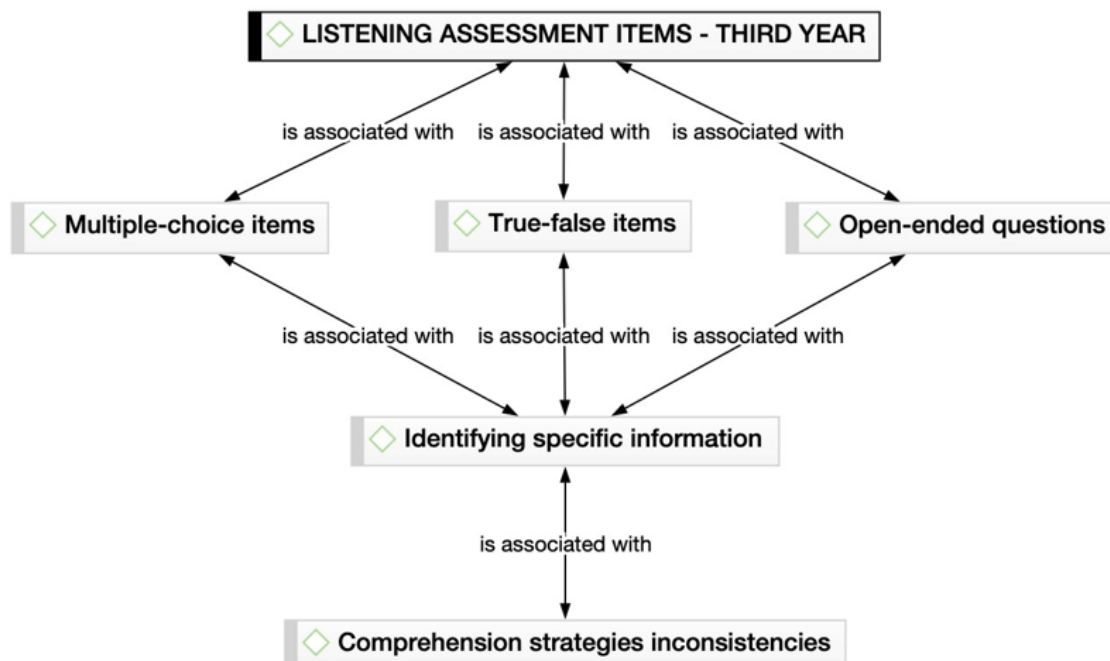 LISTENING ASSESSMENT ITEMS - THIRD YEAR
is associated with
is associated with
is associated with
Multiple-choice items
True-false items
Open-ended questions
is associated with
is associated with
is associated with
Identifying specific information
is associated with
Comprehension strategies inconsistencies